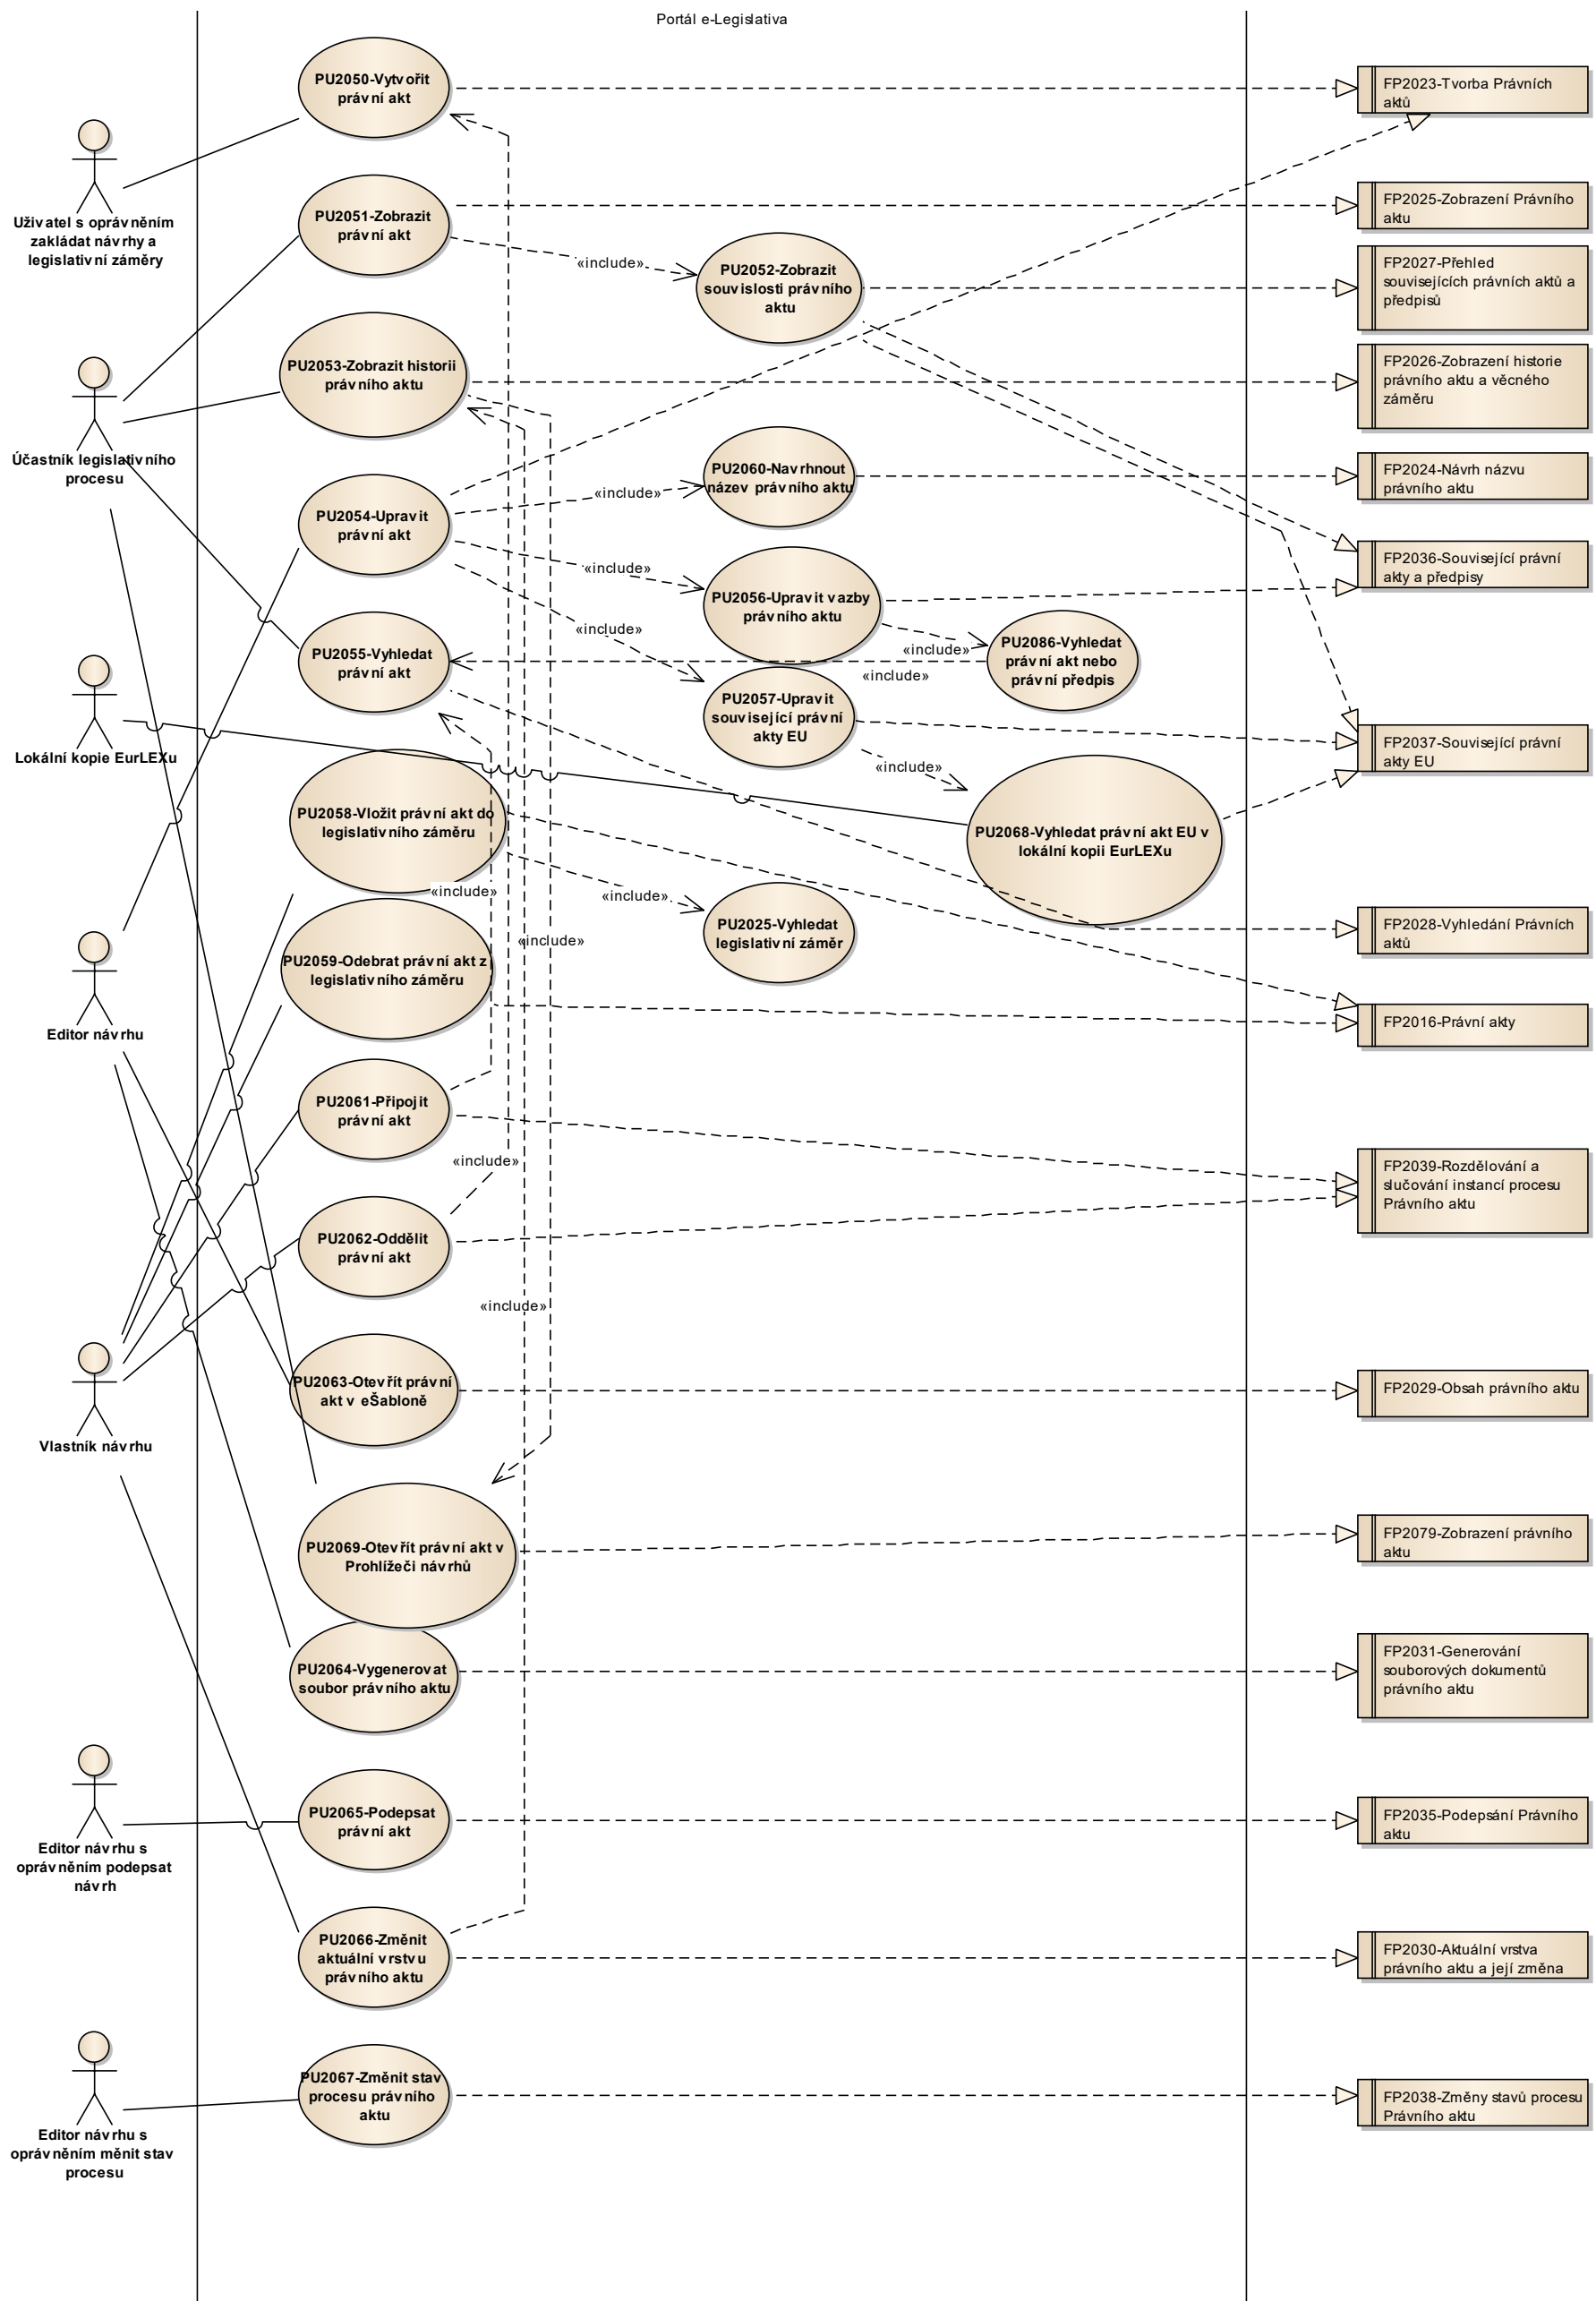 Portál e-Legislativa
PU2050-Vytvořit
právní akt
FP2023-Tvorba Právních
aktů
Uživatel s oprávněním
zakládat návrhy a
legislativní záměry
PU2051-Zobrazit
právní akt
FP2025-Zobrazení Právního
aktu
«include»
PU2052-Zobrazit
souvislosti právního
aktu
FP2027-Přehled
souvisejících právních aktů a
předpisů
PU2053-Zobrazit historii
právního aktu
FP2026-Zobrazení historie
právního aktu a věcného
záměru
Účastník legislativního
procesu
PU2054-Upravit
právní akt
«include»
PU2060-Navrhnout
název právního aktu
FP2024-Návrh názvu
právního aktu
«include»
PU2056-Upravit vazby
právního aktu
FP2036-Související právní
akty a předpisy
«include»
PU2055-Vyhledat
právní akt
«include»
PU2086-Vyhledat
právní akt nebo
právní předpis
«include»
Lokální kopie EurLEXu
PU2057-Upravit
související právní
akty EU
FP2037-Související právní
akty EU
«include»
PU2058-Vložit právní akt do
legislativního záměru
PU2068-Vyhledat právní akt EU v
lokální kopii EurLEXu
«include»
«include»
PU2025-Vyhledat
legislativní záměr
FP2028-Vyhledání Právních
aktů
«include»
PU2059-Odebrat právní akt z
legislativního záměru
FP2016-Právní akty
Editor návrhu
PU2061-Připojit
právní akt
«include»
FP2039-Rozdělování a
slučování instancí procesu
Právního aktu
PU2062-Oddělit
právní akt
«include»
Vlastník návrhu
PU2063-Otevřít právní
akt v eŠabloně
FP2029-Obsah právního aktu
PU2069-Otevřít právní akt v
Prohlížeči návrhů
FP2079-Zobrazení právního
aktu
PU2064-Vygenerovat
soubor právního aktu
FP2031-Generování
souborových dokumentů
právního aktu
Editor návrhu s
oprávněním podepsat
návrh
PU2065-Podepsat
právní akt
FP2035-Podepsání Právního
aktu
PU2066-Změnit
aktuální vrstvu
právního aktu
FP2030-Aktuální vrstva
právního aktu a její změna
Editor návrhu s
oprávněním měnit stav
procesu
PU2067-Změnit stav
procesu právního
aktu
FP2038-Změny stavů procesu
Právního aktu